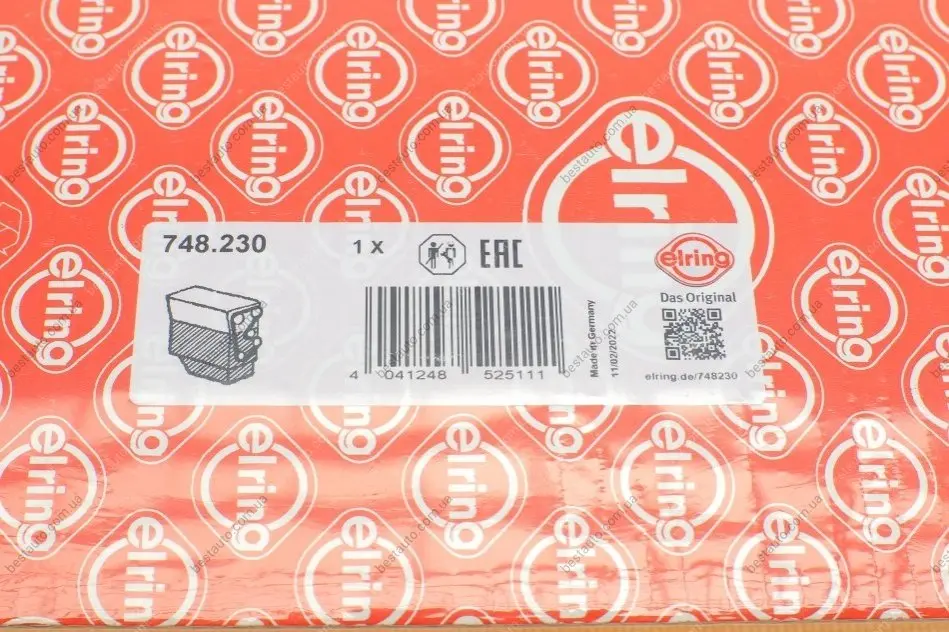 748.230
1 X
EAC
elring
Das Original
4 041248 525111
Made in Germany
11/02/2022
elring.de/748230
elring
bestauto.com.ua